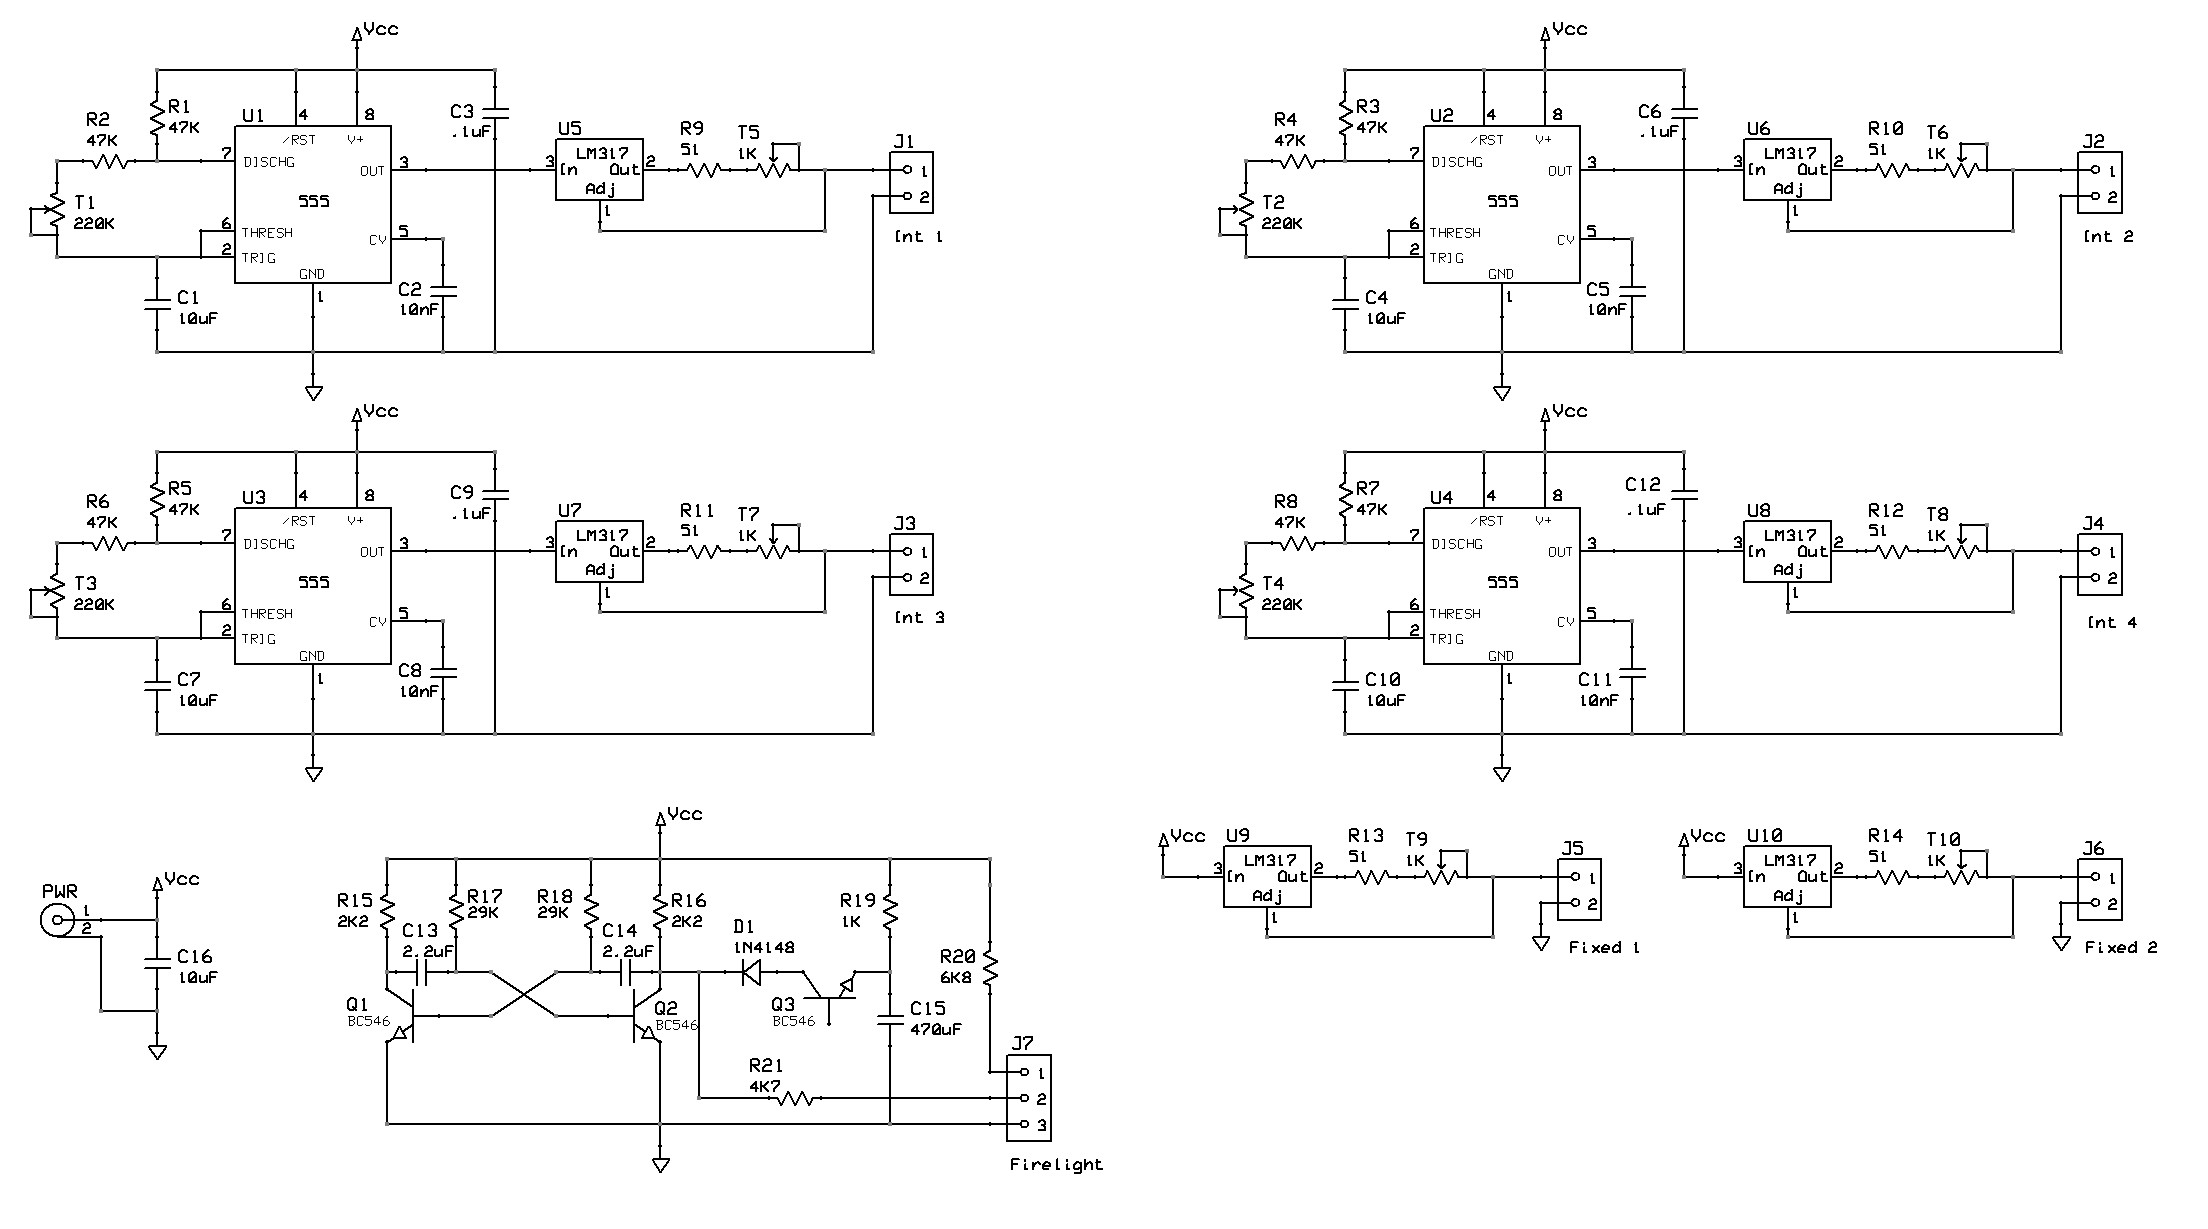 Vcc
R2
47K
R1
47K
U1
4
8
/RST
V+
7
DISCHG
OUT
3
555
T1
220K
6
THRESH
5
CV
2
TRIG
GND
1
C1
10uF
C2
10nF
C3
.1uF
U5
LM317
3
In
Out
2
Adj
1
R9
51
T5
1K
J1
1
2
Int 1
Vcc
R4
47K
R3
47K
U2
4
8
/RST
V+
7
DISCHG
OUT
3
555
T2
220K
6
THRESH
5
CV
2
TRIG
GND
1
C4
10uF
C5
10nF
C6
.1uF
U6
LM317
3
In
Out
2
Adj
1
R10
51
T6
1K
J2
1
2
Int 2
Vcc
R6
47K
R5
47K
U3
4
8
/RST
V+
7
DISCHG
OUT
3
555
T3
220K
6
THRESH
5
CV
2
TRIG
GND
1
C7
10uF
C8
10nF
C9
.1uF
U7
LM317
3
In
Out
2
Adj
1
R11
51
T7
1K
J3
1
2
Int 3
Vcc
R8
47K
R7
47K
U4
4
8
/RST
V+
7
DISCHG
OUT
3
555
T4
220K
6
THRESH
5
CV
2
TRIG
GND
1
C10
10uF
C11
10nF
C12
.1uF
U8
LM317
3
In
Out
2
Adj
1
R12
51
T8
1K
J4
1
2
Int 4
PWR
1
2
Vcc
C16
10uF
Vcc
R15
2K2
R17
29K
R18
29K
R16
2K2
C13
2.2uF
C14
2.2uF
D1
1N4148
R19
1K
R20
6K8
Q1
BC546
Q2
BC546
Q3
BC546
C15
470uF
R21
4K7
J7
1
2
3
Firelight
Vcc
U9
LM317
3
In
Out
2
Adj
1
R13
51
T9
1K
J5
1
2
Fixed 1
Vcc
U10
LM317
3
In
Out
2
Adj
1
R14
51
T10
1K
J6
1
2
Fixed 2